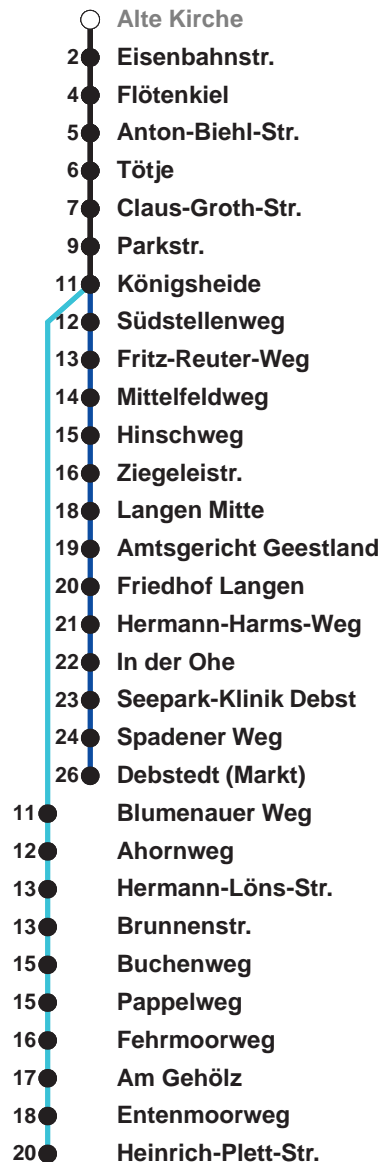 Alte Kirche
2 Eisenbahnstr.
4 Flötenkiel
5 Anton-Biehl-Str.
6 Tötje
7 Claus-Groth-Str.
9 Parkstr.
11 Königsheide
12 Südstellenweg
13 Fritz-Reuter-Weg
14 Mittelfeldweg
15 Hinschweg
16 Ziegeleistr.
18 Langen Mitte
19 Amtsgericht Geestland
20 Friedhof Langen
21 Hermann-Harms-Weg
22 In der Ohe
23 Seepark-Klinik Debst
24 Spadener Weg
26 Debstedt (Markt)
11 Blumenauer Weg
12 Ahornweg
13 Hermann-Löns-Str.
13 Brunnenstr.
15 Buchenweg
15 Pappelweg
16 Fehrmoorweg
17 Am Gehölz
18 Entenmoorweg
20 Heinrich-Plett-Str.